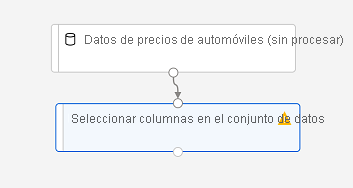 Datos de precios de automóviles (sin procesar)
Seleccionar columnas en el conjunto de datos